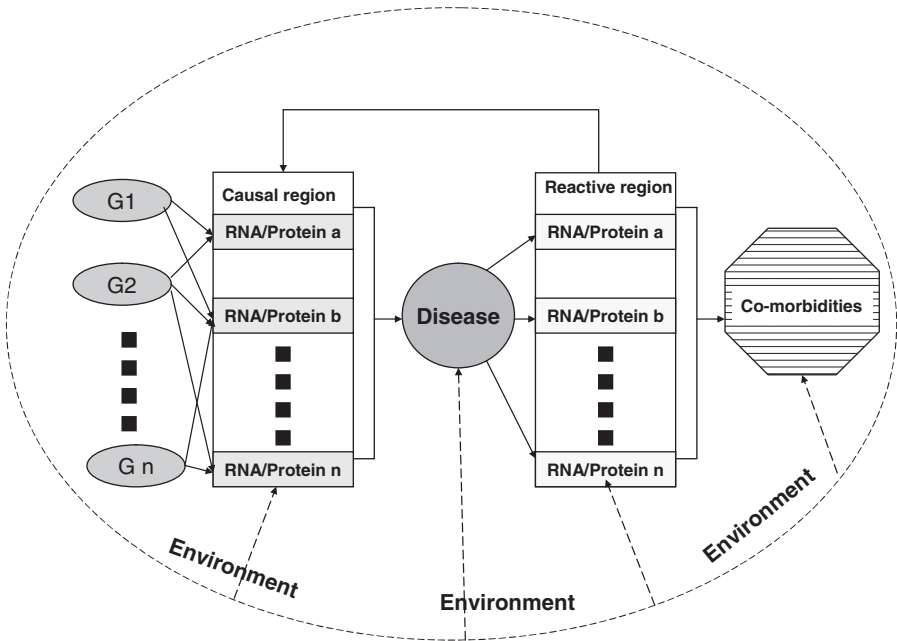 G1
G2
G n
Causal region
RNA/Protein a
RNA/Protein b
RNA/Protein n
Disease
Reactive region
RNA/Protein a
RNA/Protein b
RNA/Protein n
Co-morbidities
Environment
Environment
Environment